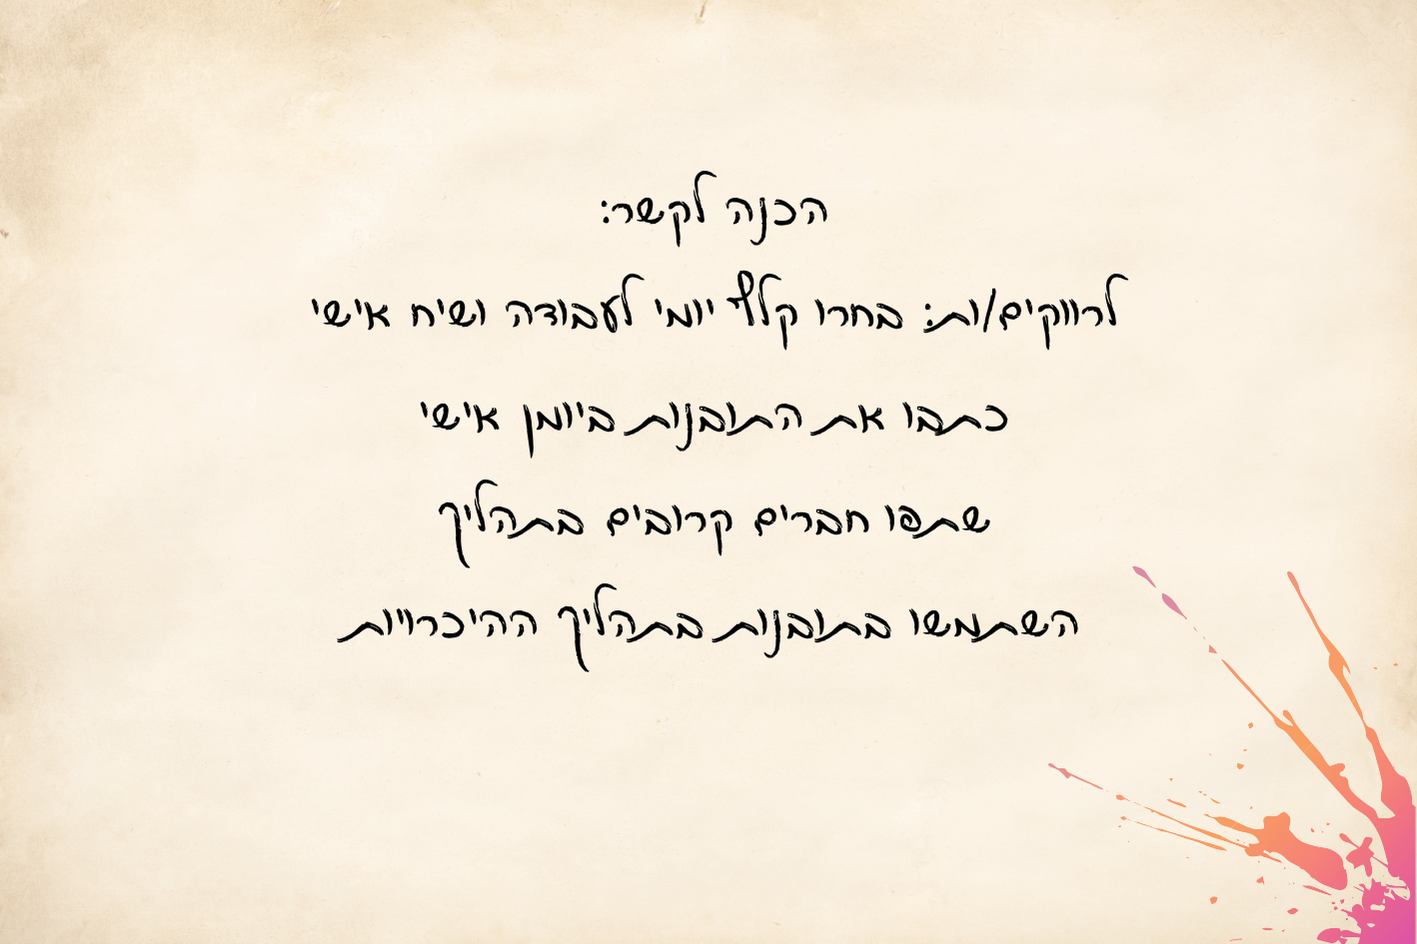 הכנה לקשר:
לרווקים/ות: בחרו קלף יומי לעבודה ושיח אישי
כתבו את התובנות ביומן אישי
שתפו חברים קרובים בתהליך
השתמשו בתובנות בתהליך ההיכרויות